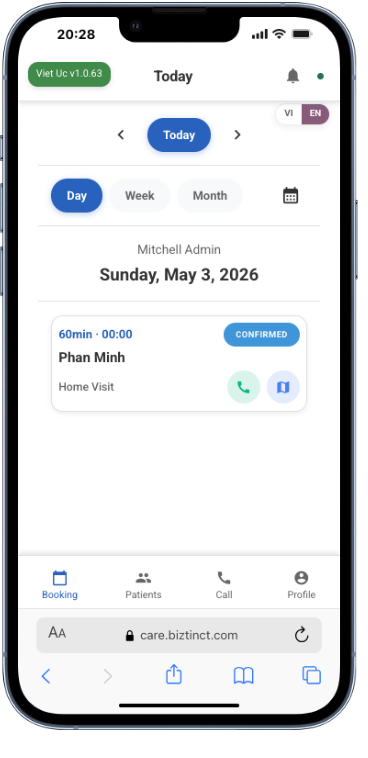 20:28
Viet Uc v1.0.63
Today
VI EN
Today
Day Week Month
Mitchell Admin
Sunday, May 3, 2026
60min · 00:00
CONFIRMED
Phan Minh
Home Visit
Booking Patients Call Profile
AA care.biztinct.com